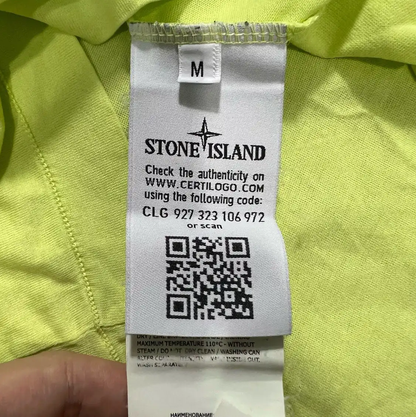 M
STONE ISLAND
Check the authenticity on
WWW.CERTILOGO.COM
using the following code:
CLG 927 323 106 972
or scan
MAXIMUM TEMPERATURE 110°C - WITHOUT
STEAM / DO NOT DRY CLEAN / WASHING CAN
НАИМЕНОВАНИЕ